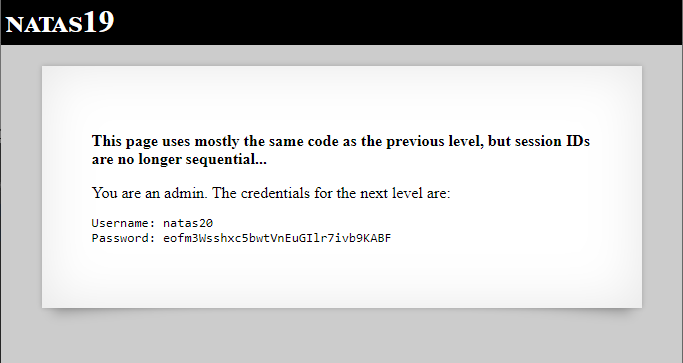 NATAS19
This page uses mostly the same code as the previous level, but session IDs
are no longer sequential...
You are an admin. The credentials for the next level are:
Username: natas20
Password: eofm3Wsshxc5bwtVnEuGIlr7ivb9KABF